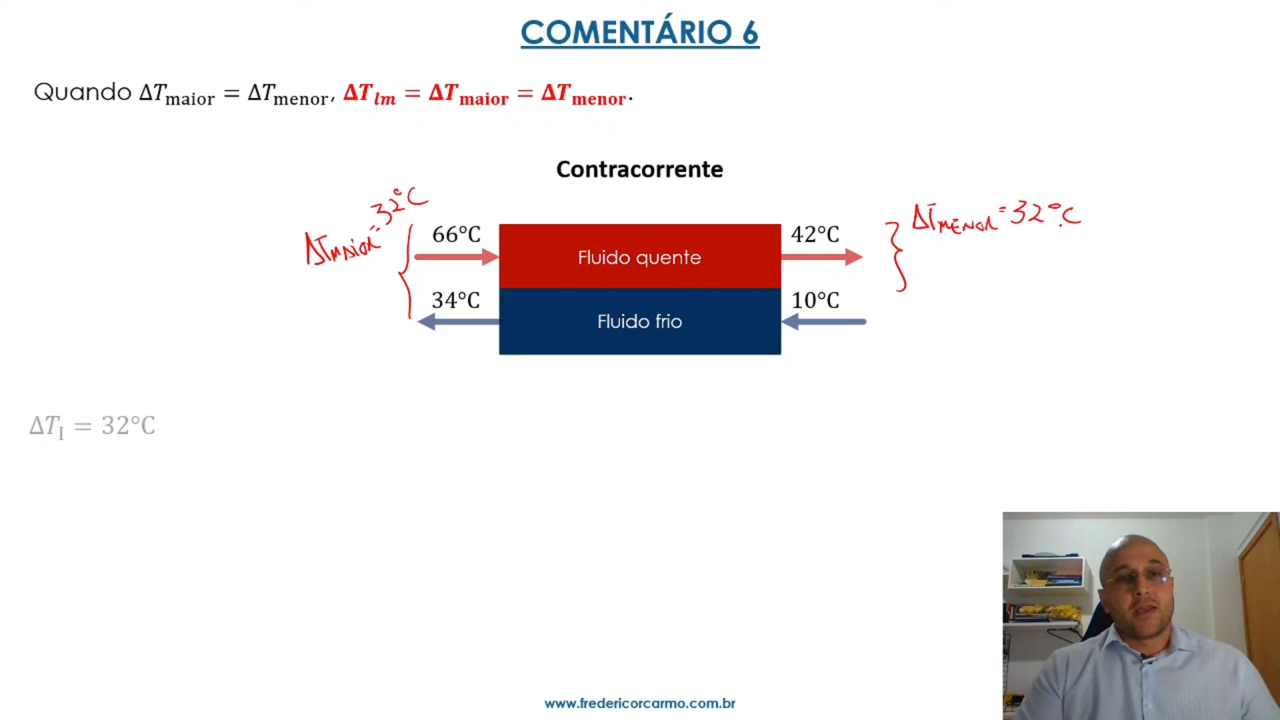 COMENTÁRIO 6
Quando ΔTmaior = ΔTmenor, ΔTlm = ΔTmaior = ΔTmenor.
Contracorrente
ΔTMAIOR = 32°C
ΔTMENOR = 32°C
66°C
Fluido quente
42°C
34°C
Fluido frio
10°C
ΔTI = 32°C
www.fredericorcarmo.com.br